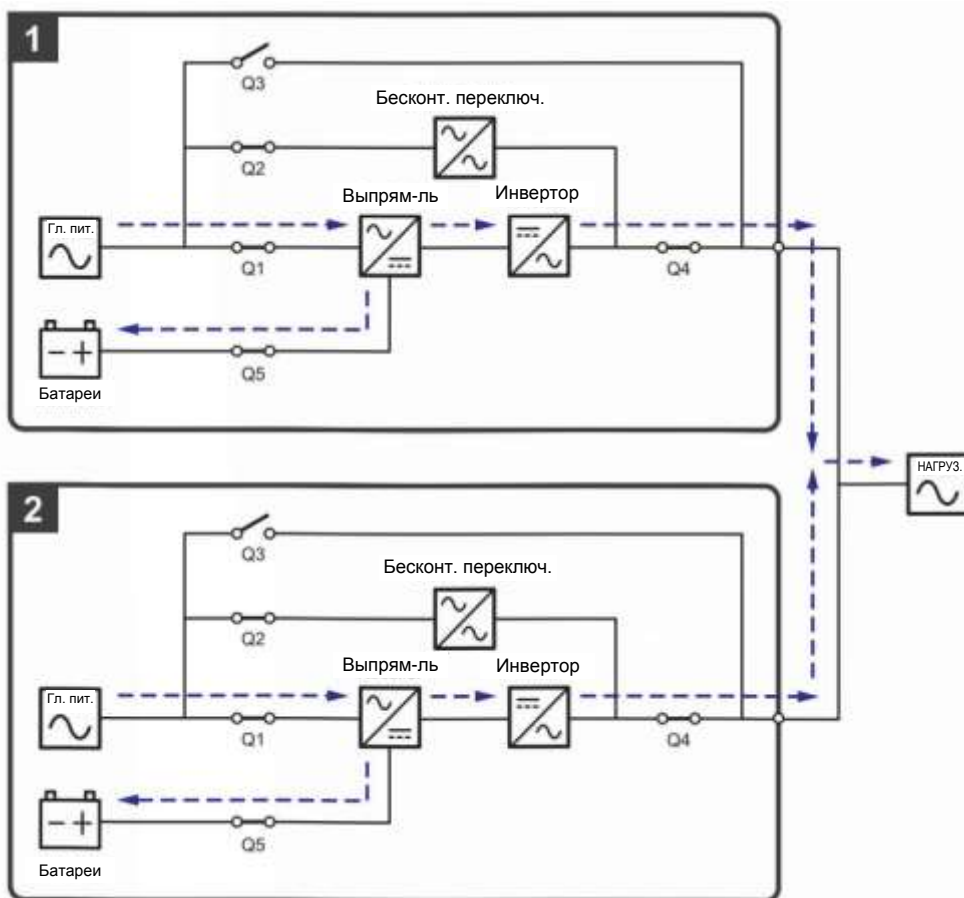 1
Q3
Бесконт. переключ.
Q2
Выпрям-ль
Инвертор
Гл. пит.
Q1
Q4
Q5
Батареи
НАГРУЗ.
2
Q3
Бесконт. переключ.
Q2
Выпрям-ль
Инвертор
Гл. пит.
Q1
Q4
Q5
Батареи